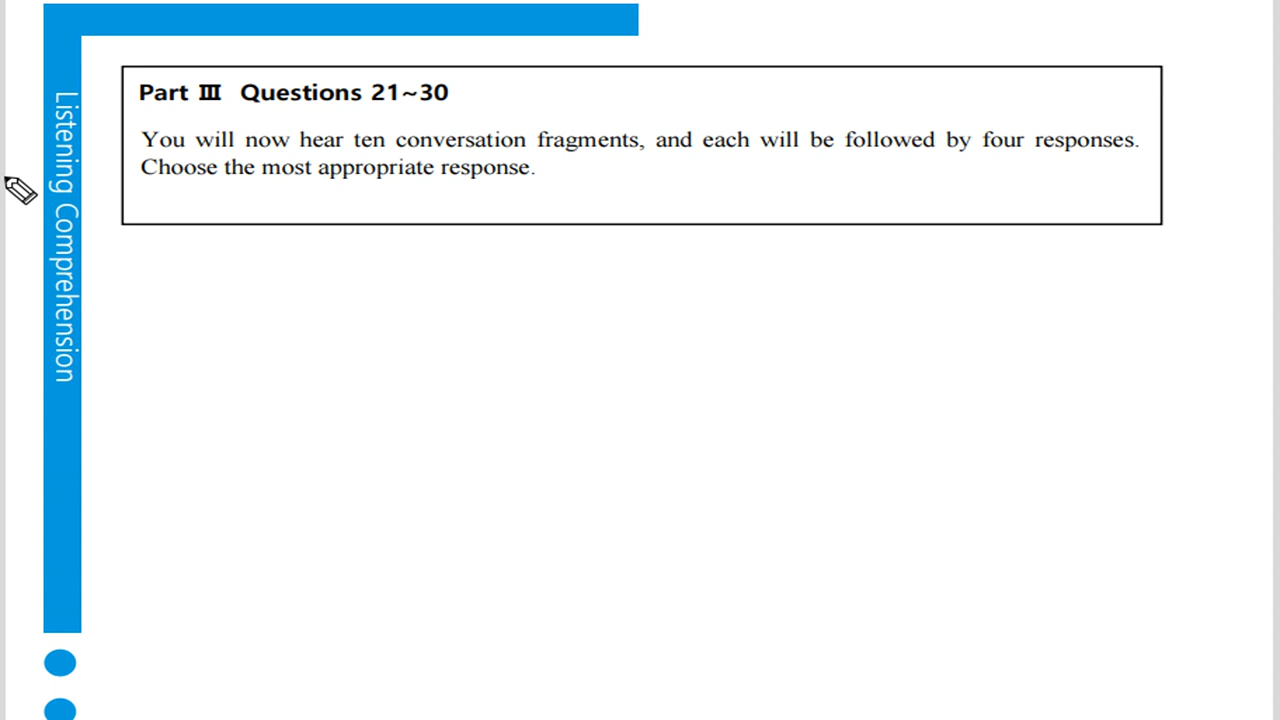 Listening Comprehension
Part Ⅲ Questions 21~30
You will now hear ten conversation fragments, and each will be followed by four responses.
Choose the most appropriate response.